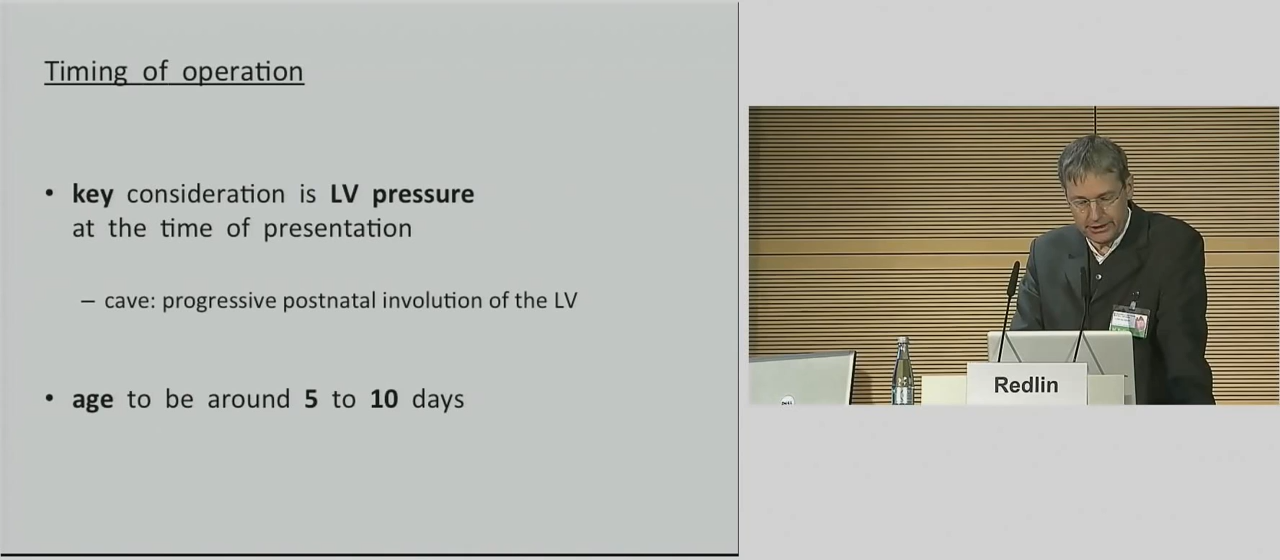 Timing of operation
• key consideration is LV pressure
at the time of presentation
– cave: progressive postnatal involution of the LV
• age to be around 5 to 10 days
Redlin